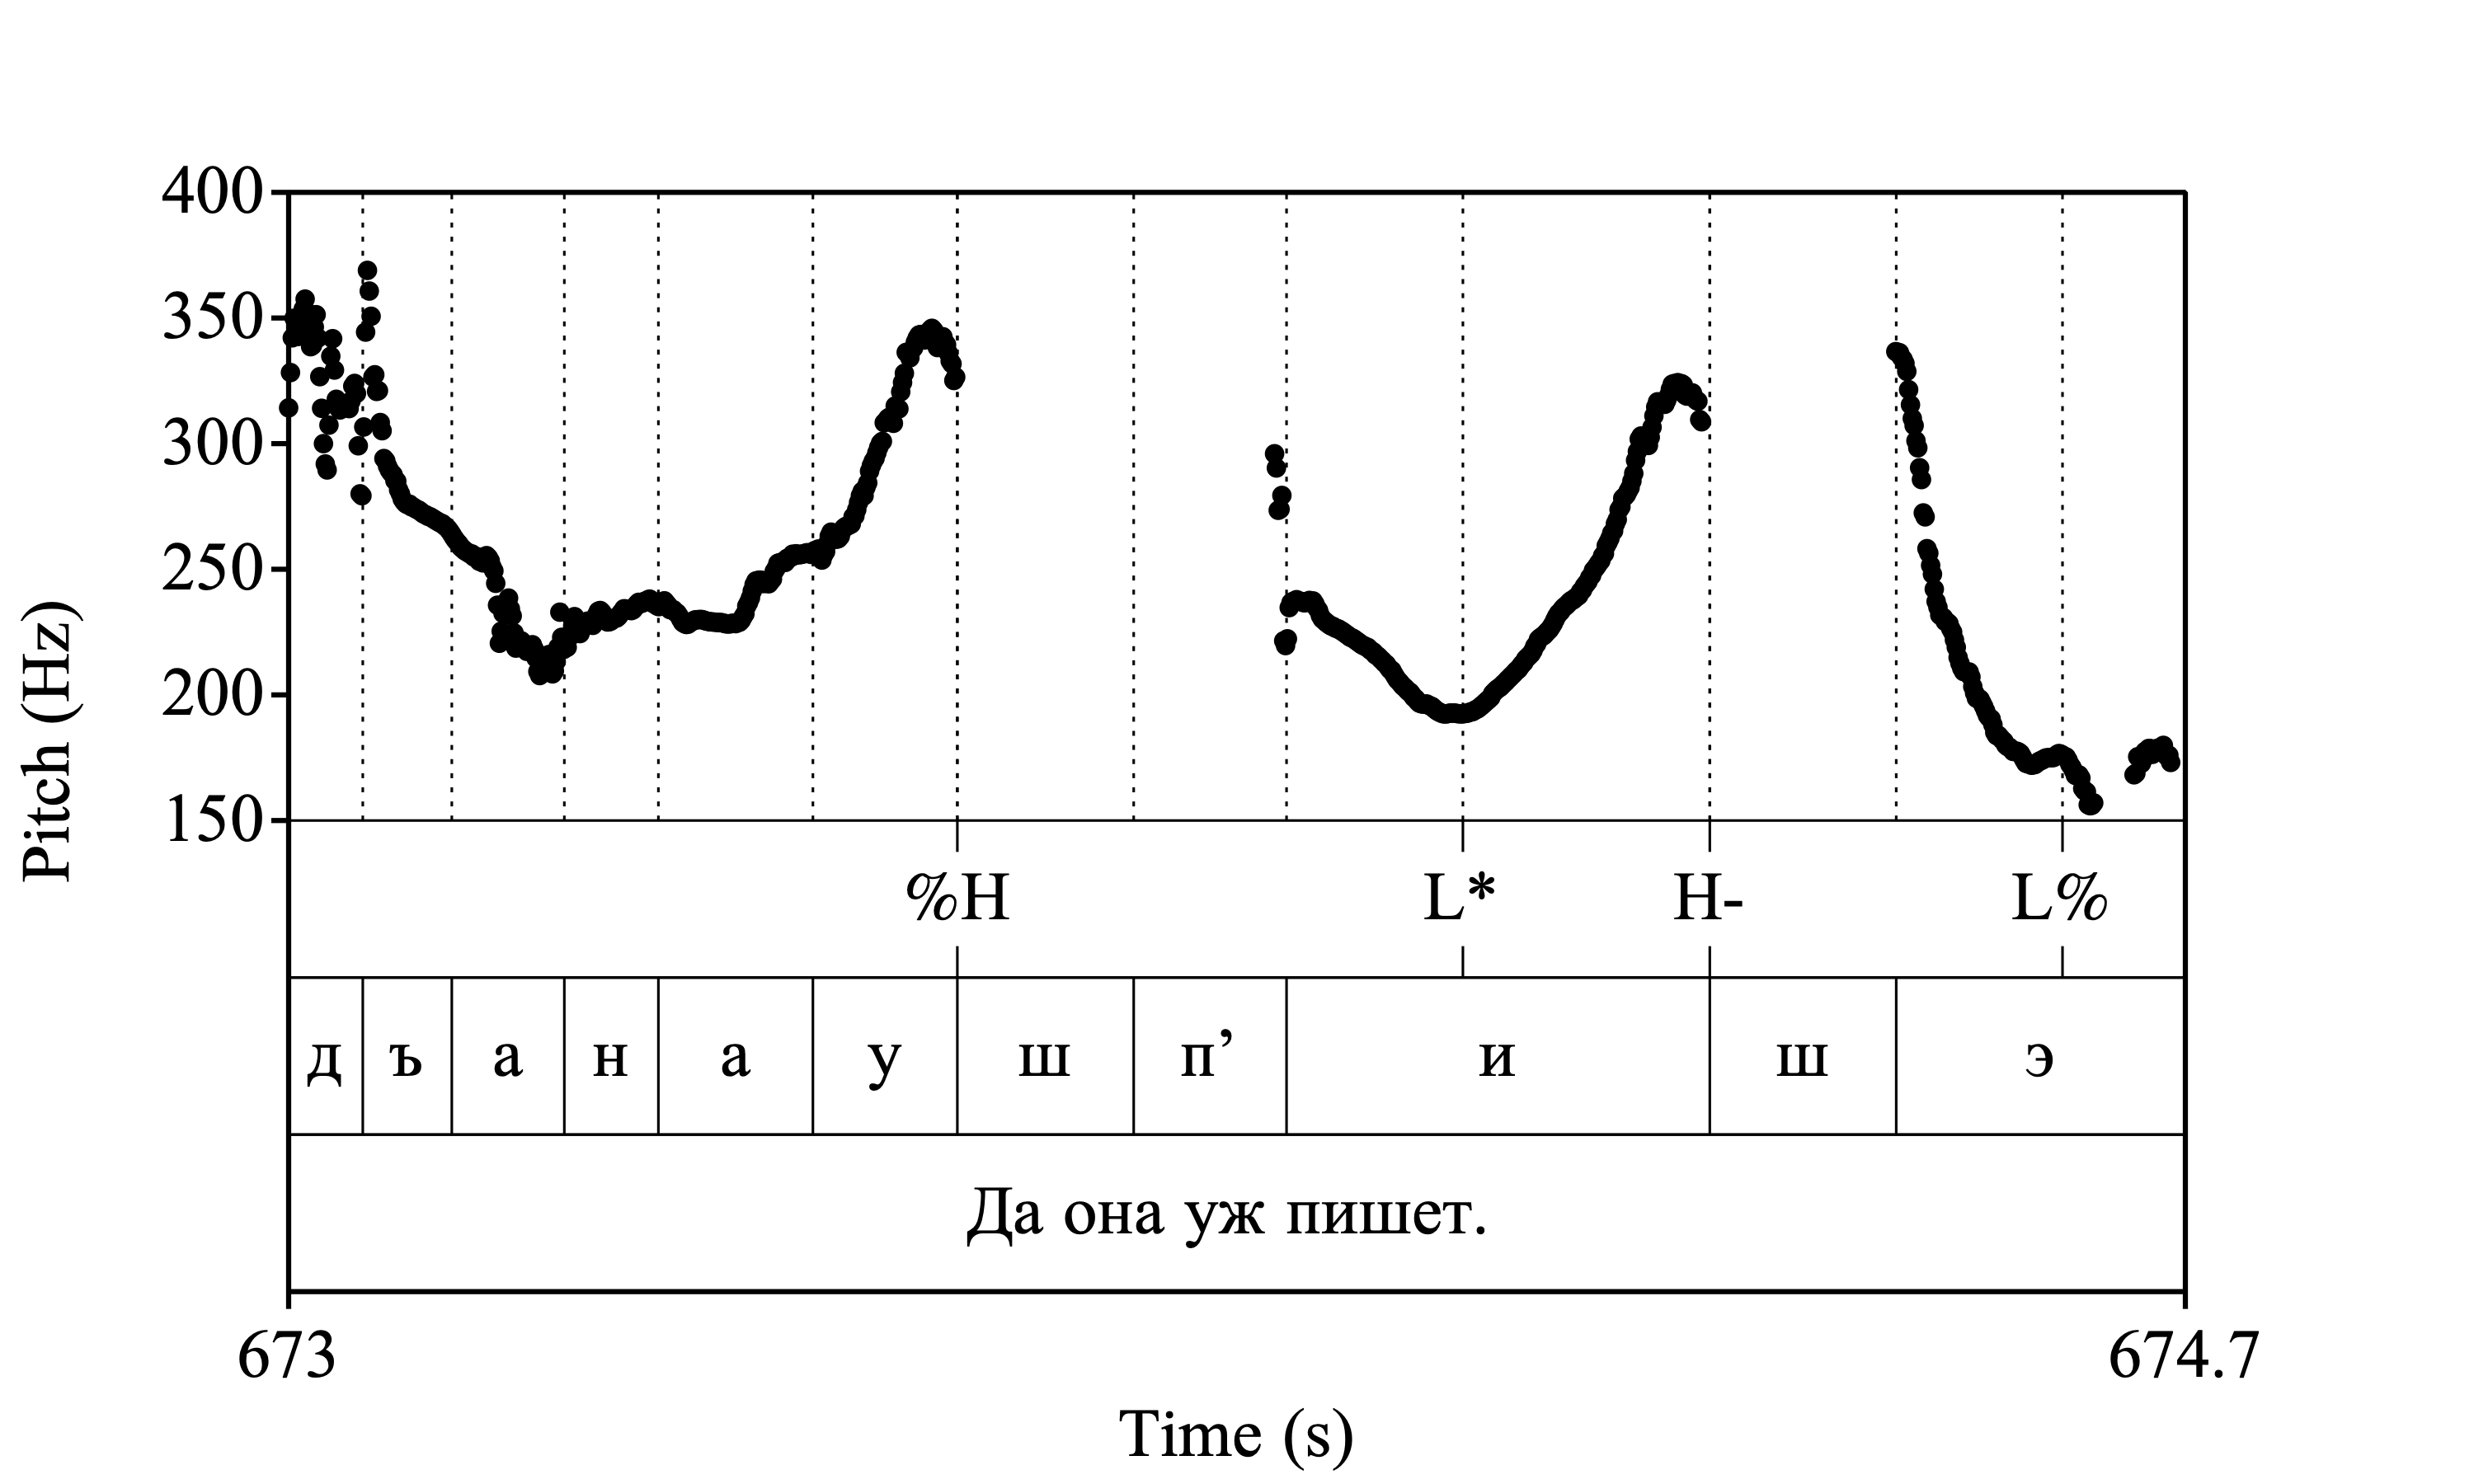 400
350
300
250
200
150
Pitch (Hz)
%H L* H- L%
д ъ а н а у ш п’ и ш э
Да она уж пишет.
673 674.7
Time (s)